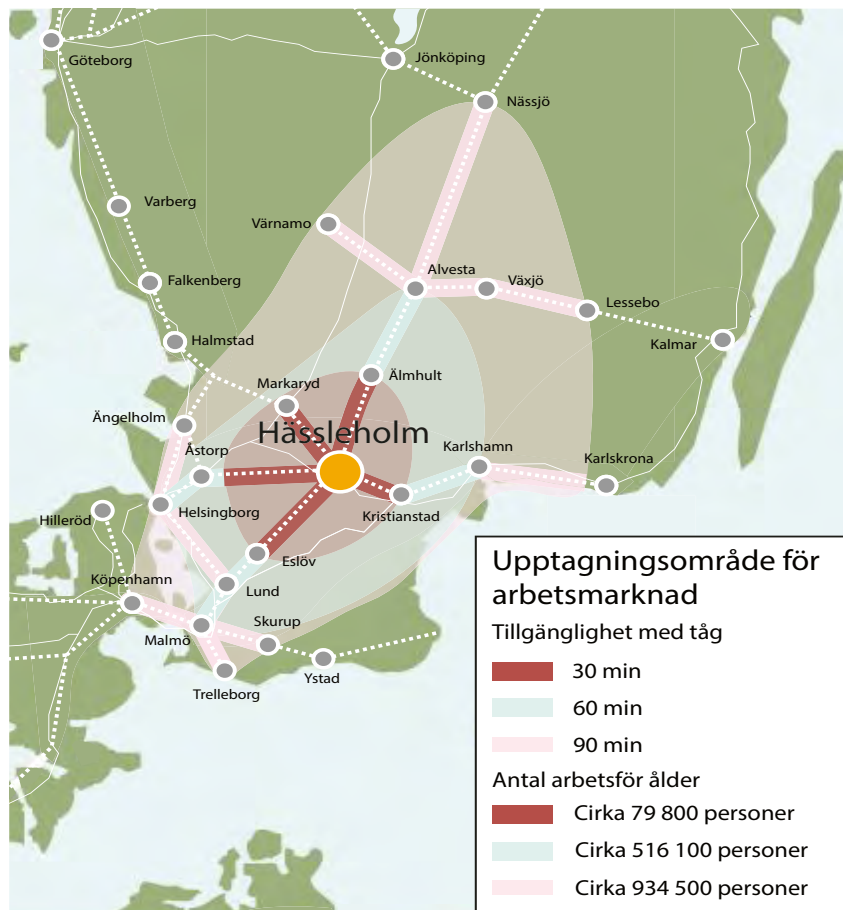 Göteborg
Jönköping
Nässjö
Varberg
Värnamo
Alvesta
Växjö
Falkenberg
Lessebo
Halmstad
Kalmar
Markaryd
Älmhult
Ängelholm
Hässleholm
Åstorp
Karlshamn
Karlskrona
Helsingborg
Hilleröd
Kristianstad
Eslöv
Köpenhamn
Lund
Skurup
Malmö
Ystad
Trelleborg
Upptagningsområde för
arbetsmarknad
Tillgänglighet med tåg
30 min
60 min
90 min
Antal arbetsför ålder
Cirka 79 800 personer
Cirka 516 100 personer
Cirka 934 500 personer